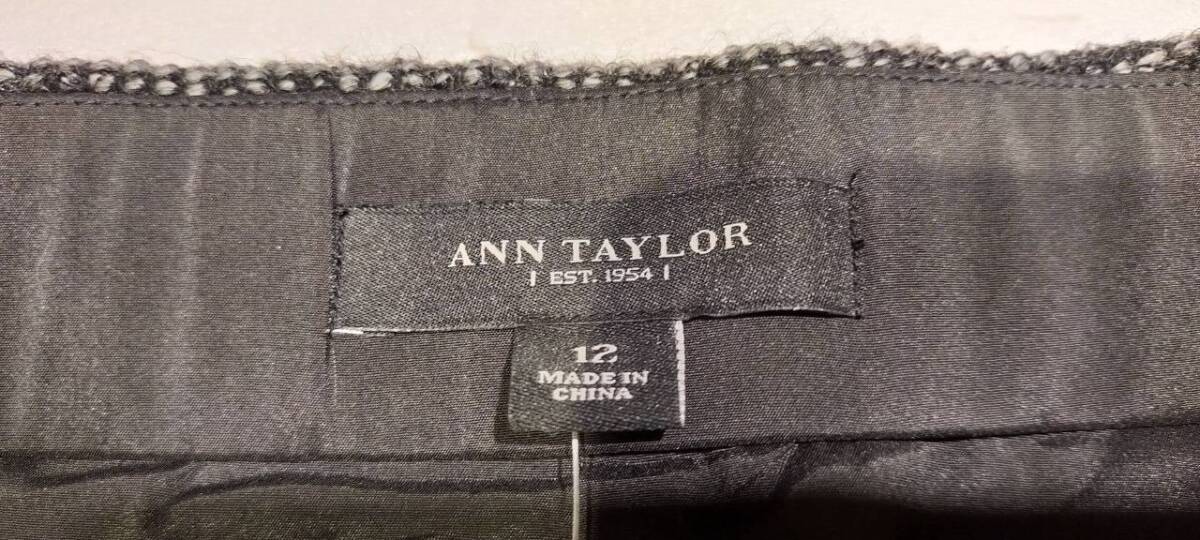 ANN TAYLOR
| EST. 1954 |
12
MADE IN
CHINA